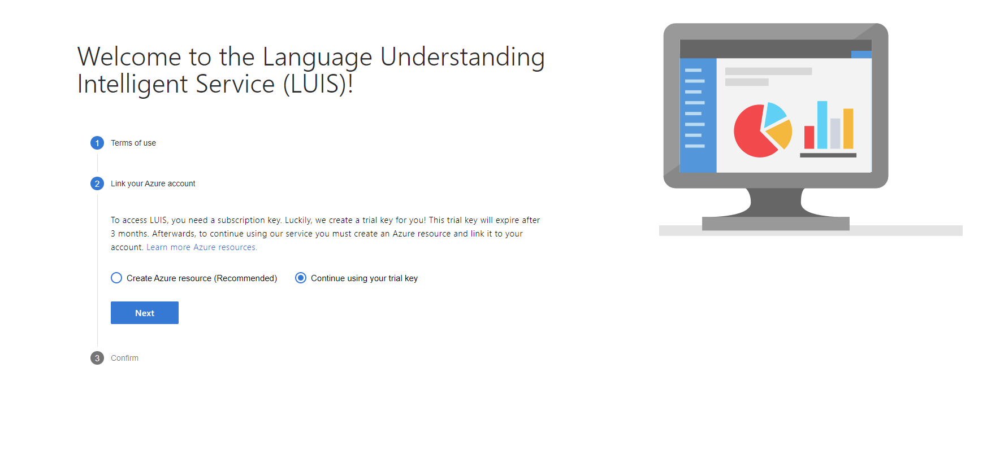 Welcome to the Language Understanding
Intelligent Service (LUIS)!
1 Terms of use
2 Link your Azure account
To access LUIS, you need a subscription key. Luckily, we create a trial key for you! This trial key will expire after
3 months. Afterwards, to continue using our service you must create an Azure resource and link it to your
account. Learn more Azure resources.
Create Azure resource (Recommended) Continue using your trial key
Next
3 Confirm